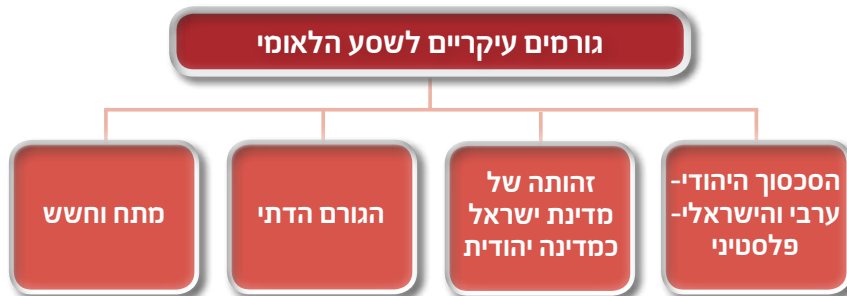 גורמים עיקריים לשסע הלאומי
הסכסוך היהודי-
ערבי והישראלי-
פלסטיני
זהותה של
מדינת ישראל
כמדינה יהודית
הגורם הדתי
מתח וחשש